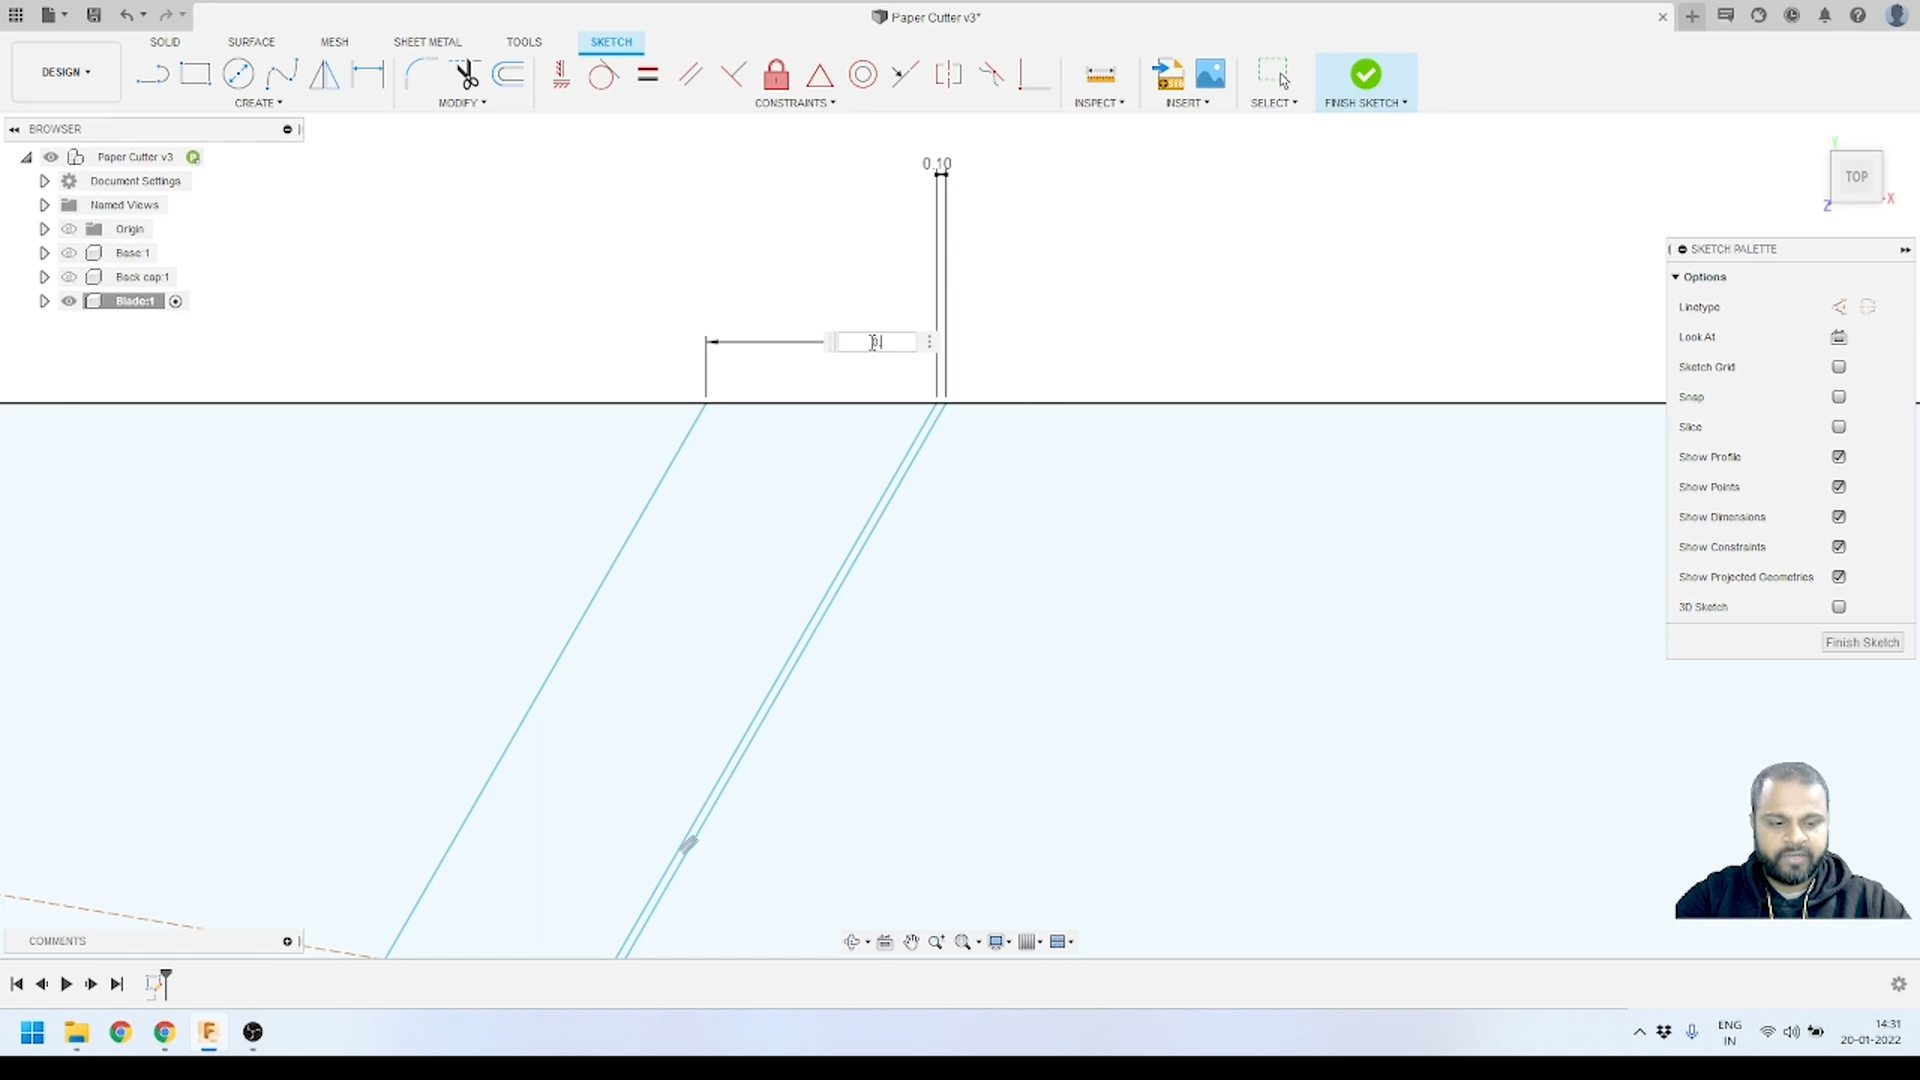 Paper Cutter v3*
SOLID
SURFACE
MESH
SHEET METAL
TOOLS
SKETCH
DESIGN
CREATE
MODIFY
CONSTRAINTS
INSPECT
INSERT
SELECT
FINISH SKETCH
BROWSER
Paper Cutter v3
Document Settings
Named Views
Origin
Base:1
Back cap:1
Blade:1
0.10
0.
TOP
Y
X
Z
SKETCH PALETTE
Options
Linetype
Look At
Sketch Grid
Snap
Slice
Show Profile
Show Points
Show Dimensions
Show Constraints
Show Projected Geometries
3D Sketch
Finish Sketch
COMMENTS
ENG
IN
14:31
20-01-2022